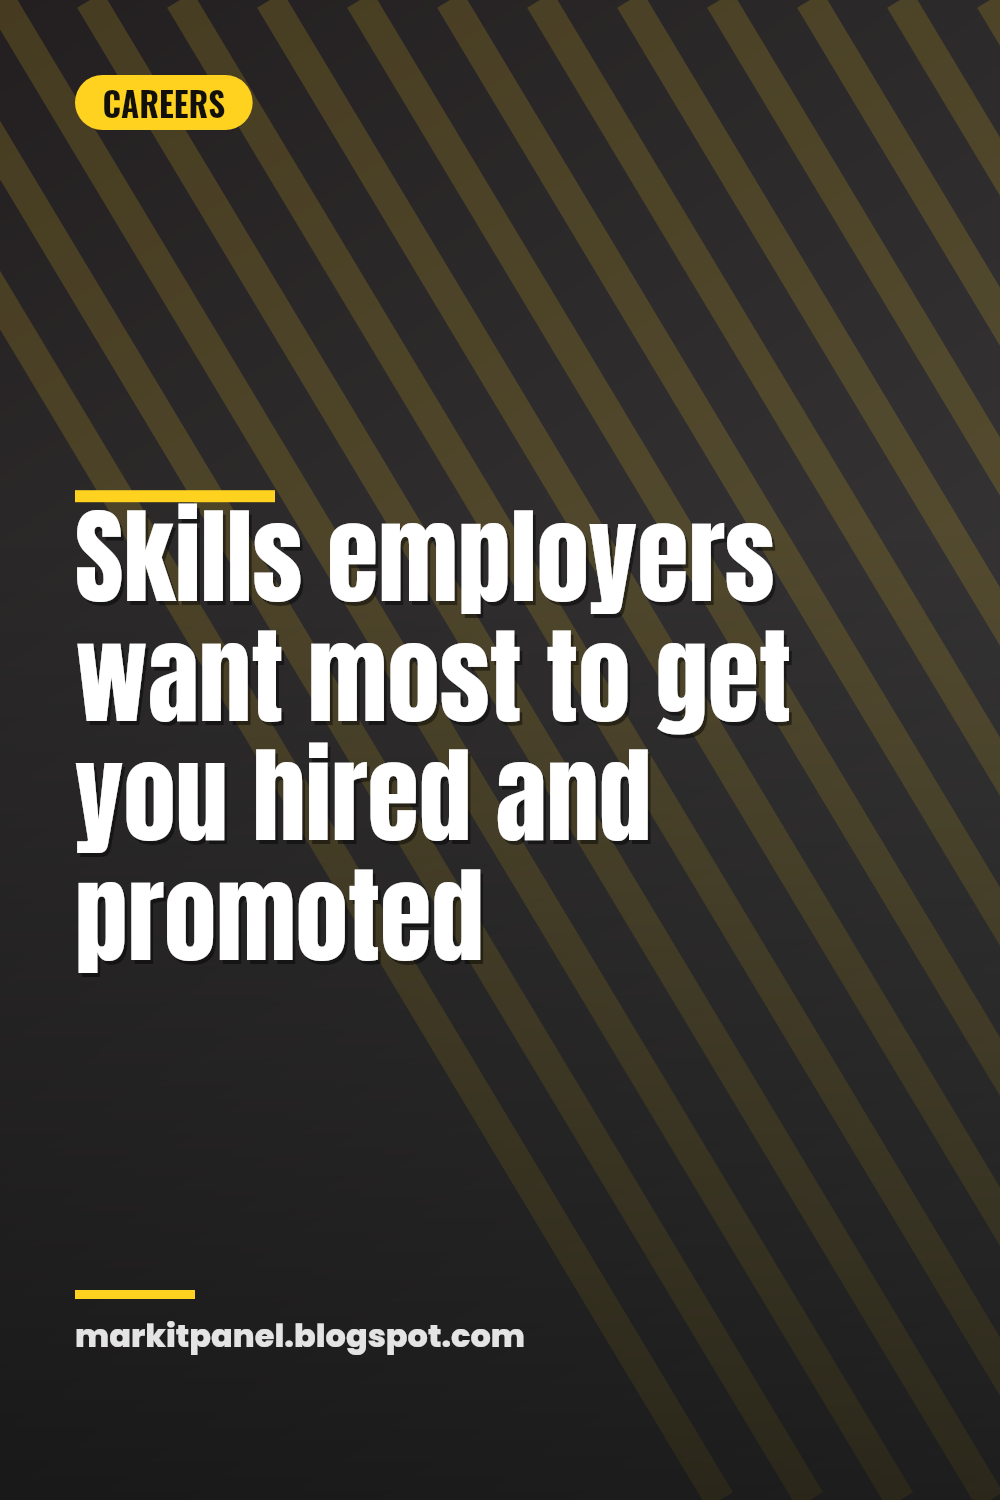 CAREERS
Skills employers
want most to get
you hired and
promoted
markitpanel.blogspot.com